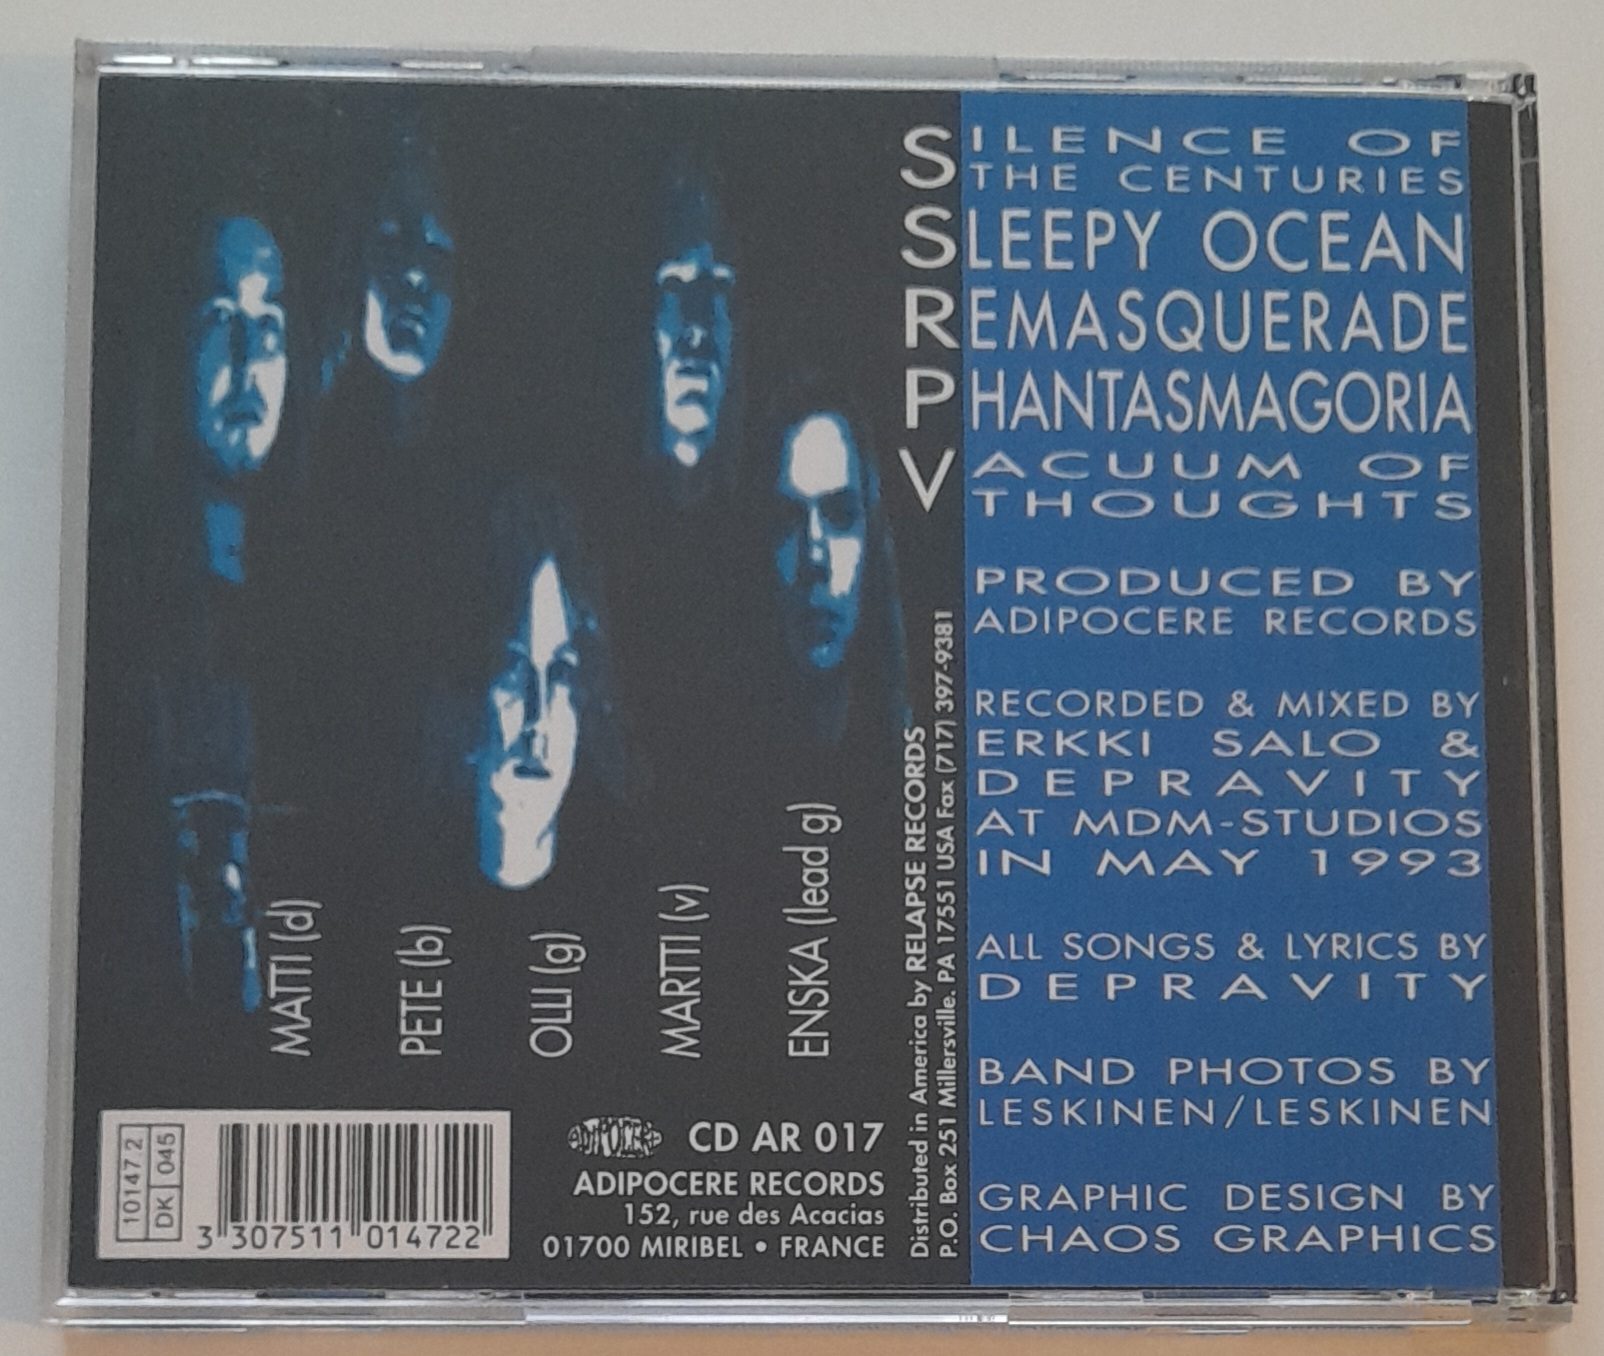 SILENCE OF
THE CENTURIES
SLEEPY OCEAN
REMASQUERADE
PHANTASMAGORIA
VACUUM OF
THOUGHTS
PRODUCED BY
ADIPOCERE RECORDS
RECORDED & MIXED BY
ERKKI SALO &
DEPRAVITY
AT MDM-STUDIOS
IN MAY 1993
ALL SONGS & LYRICS BY
DEPRAVITY
BAND PHOTOS BY
LESKINEN/LESKINEN
GRAPHIC DESIGN BY
CHAOS GRAPHICS
MATTI (d)
PETE (b)
OLLI (g)
MARTTI (v)
ENSKA (lead g)
Distributed in America by RELAPSE RECORDS
P.O. Box 251 Millersville. PA 17551 USA Fax (717) 397-9381
10147.2
DK 045
3 307511 014722
ADIPOCERE
CD AR 017
ADIPOCERE RECORDS
152, rue des Acacias
01700 MIRIBEL • FRANCE